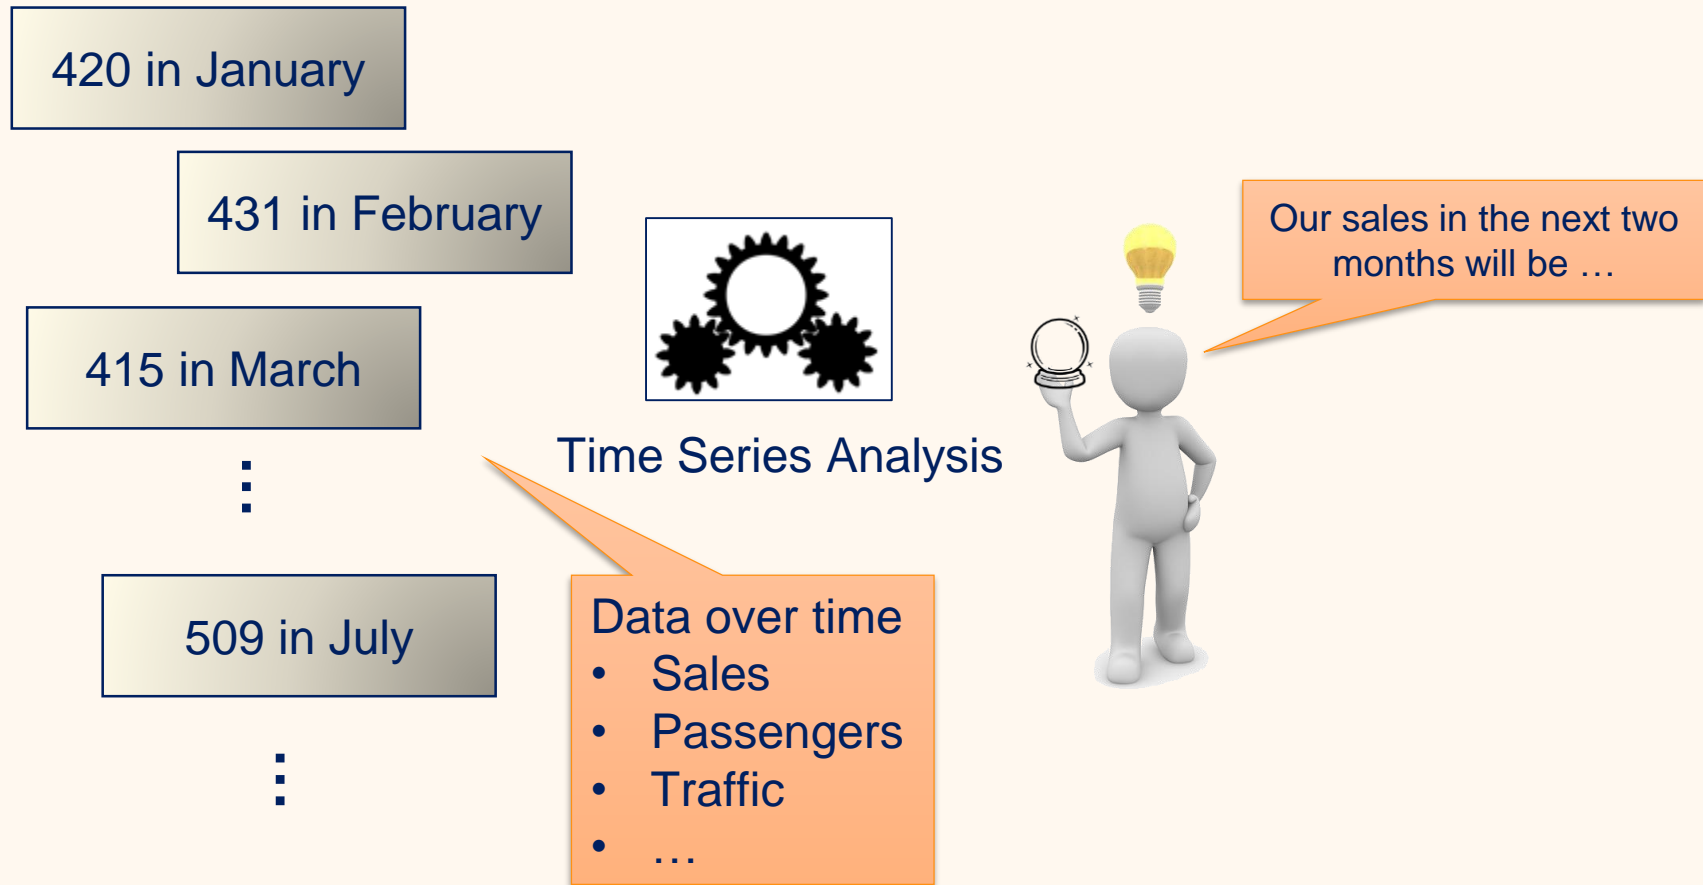 420 in January
431 in February
415 in March
⋮
509 in July
⋮
Time Series Analysis
Data over time
• Sales
• Passengers
• Traffic
• …
Our sales in the next two
months will be …